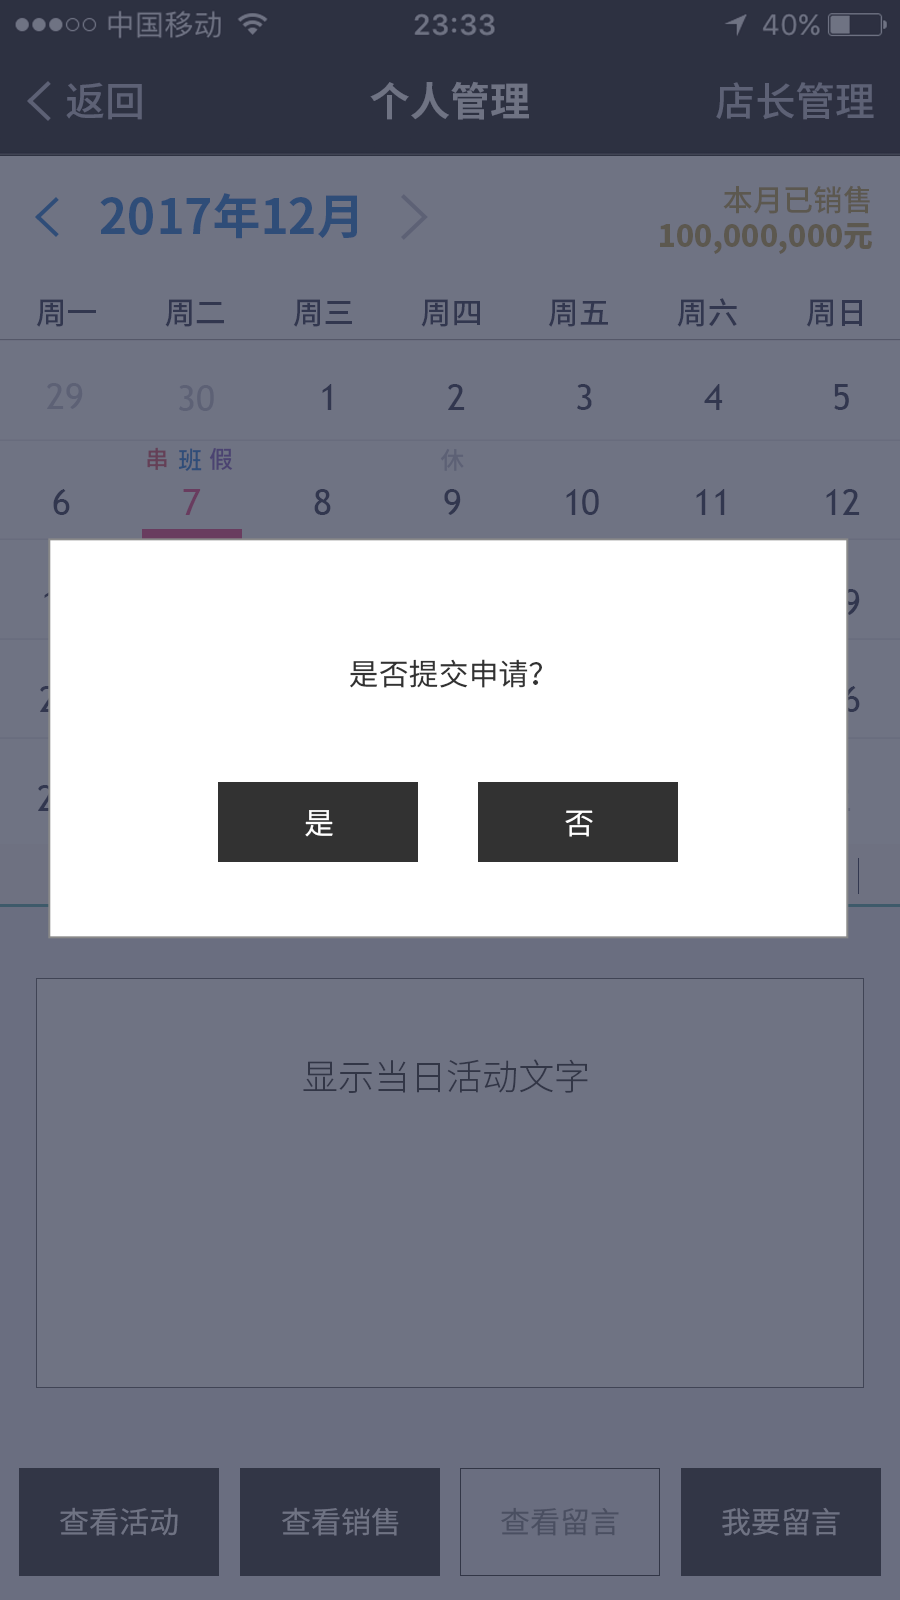 中国移动 23:33 40%
返回 个人管理 店长管理
2017年12月
本月已销售
100,000,000元
周一 周二 周三 周四 周五 周六 周日
29 30 1 2 3 4 5
串 班 假 休
6 7 8 9 10 11 12
是否提交申请?
是 否
显示当日活动文字
查看活动 查看销售 查看留言 我要留言